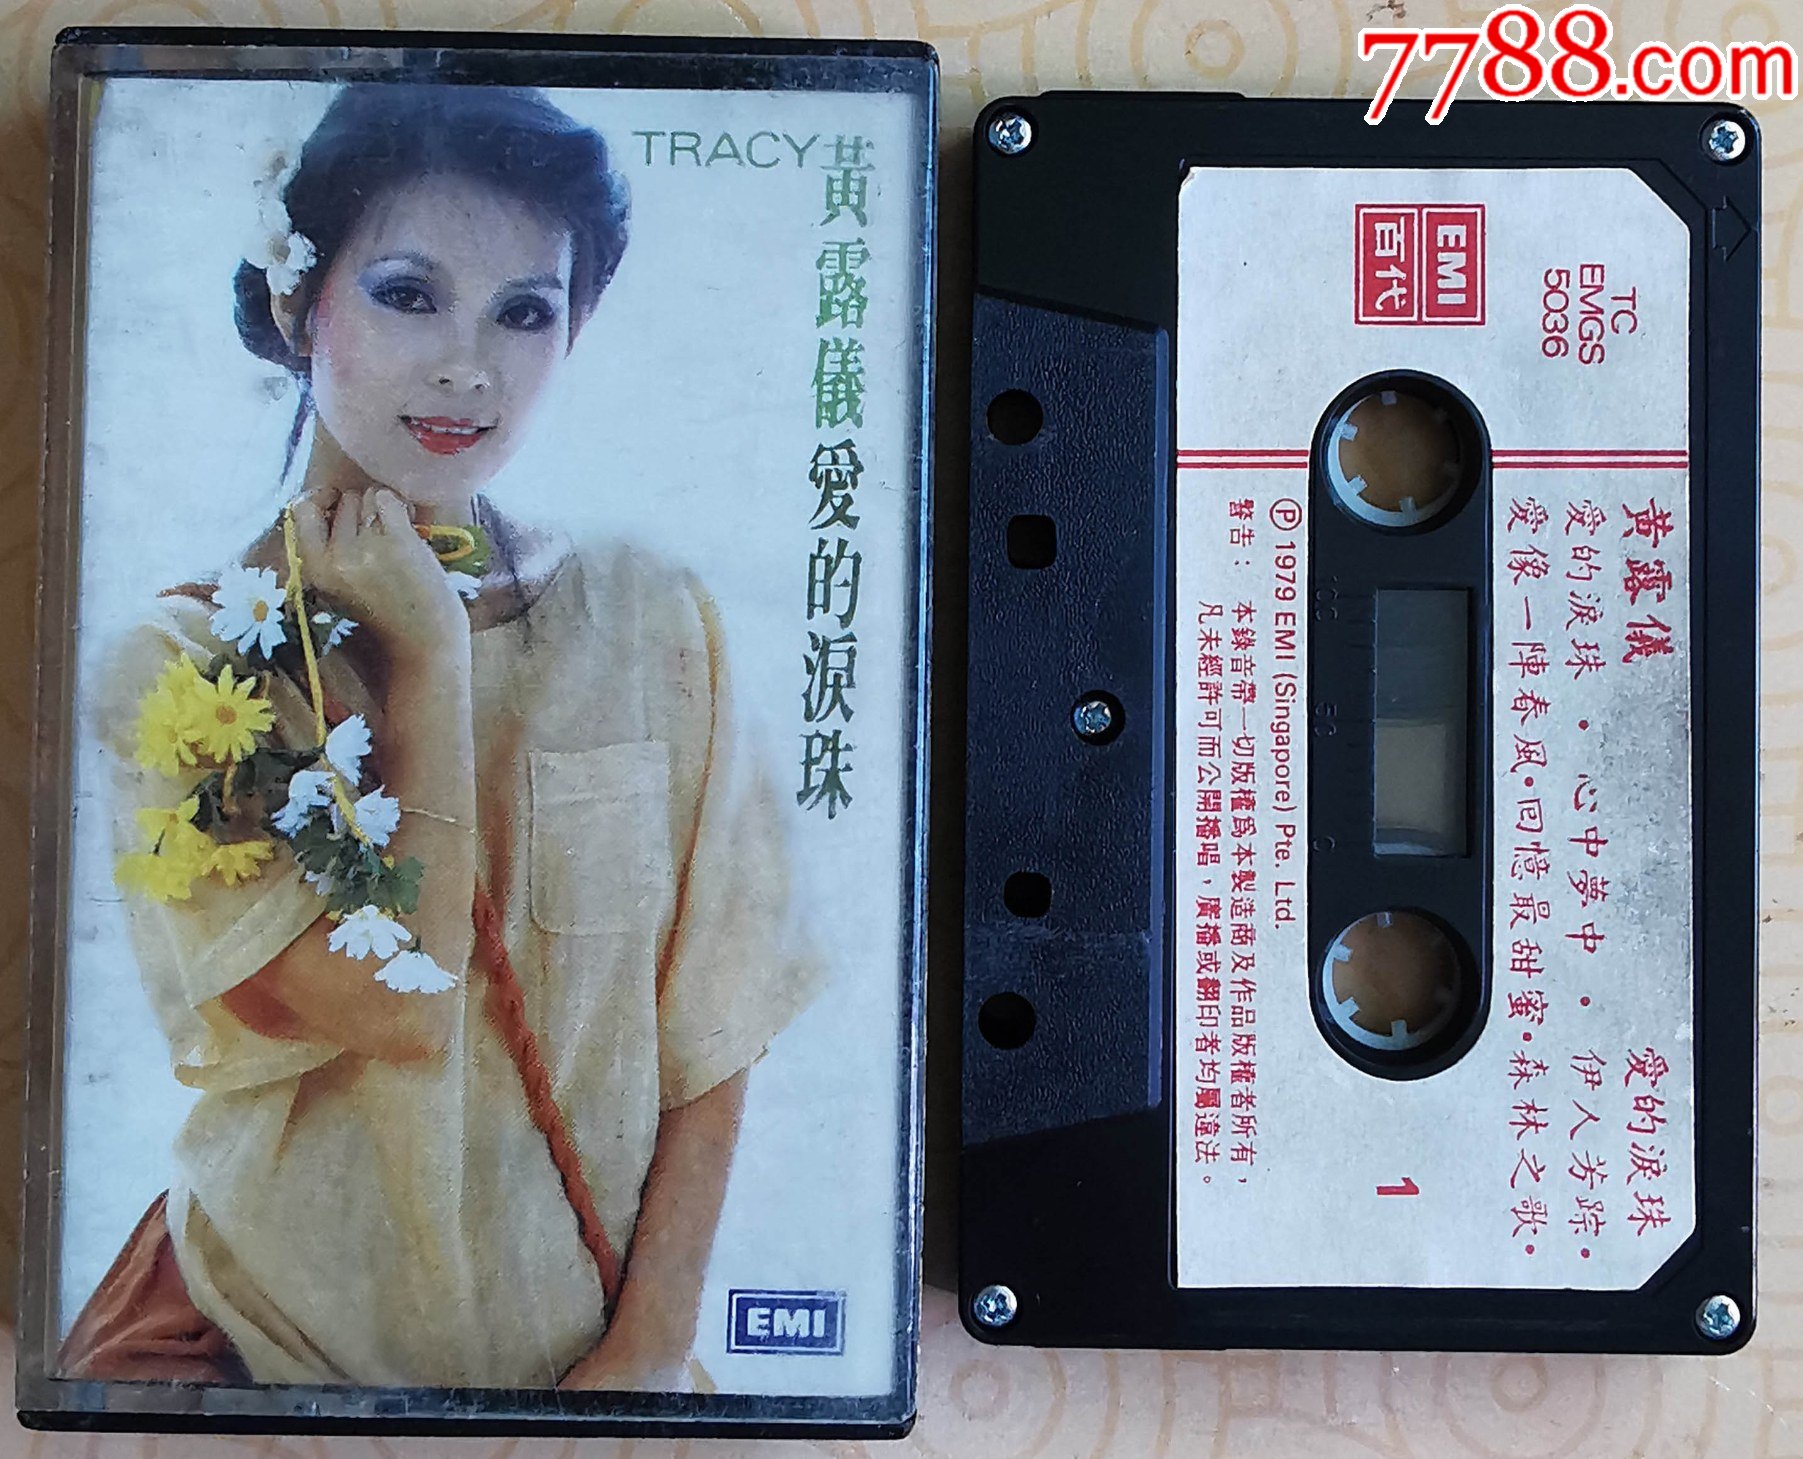 7788.com
TRACY
黃露儀愛的淚珠
EMI
EMI
百代
TC
EMGS
5036
黃露儀 愛的淚珠
愛的淚珠・心中夢中・伊人芳踪・
愛像一陣春風・回憶最甜蜜・森林之歌・
Ⓟ 1979 EMI (Singapore) Pte. Ltd.
警告：本錄音帶一切版權為本製造商及作品版權者所有，
凡未經許可而公開播唱，廣播或翻印者均屬違法。
1
100 50 0